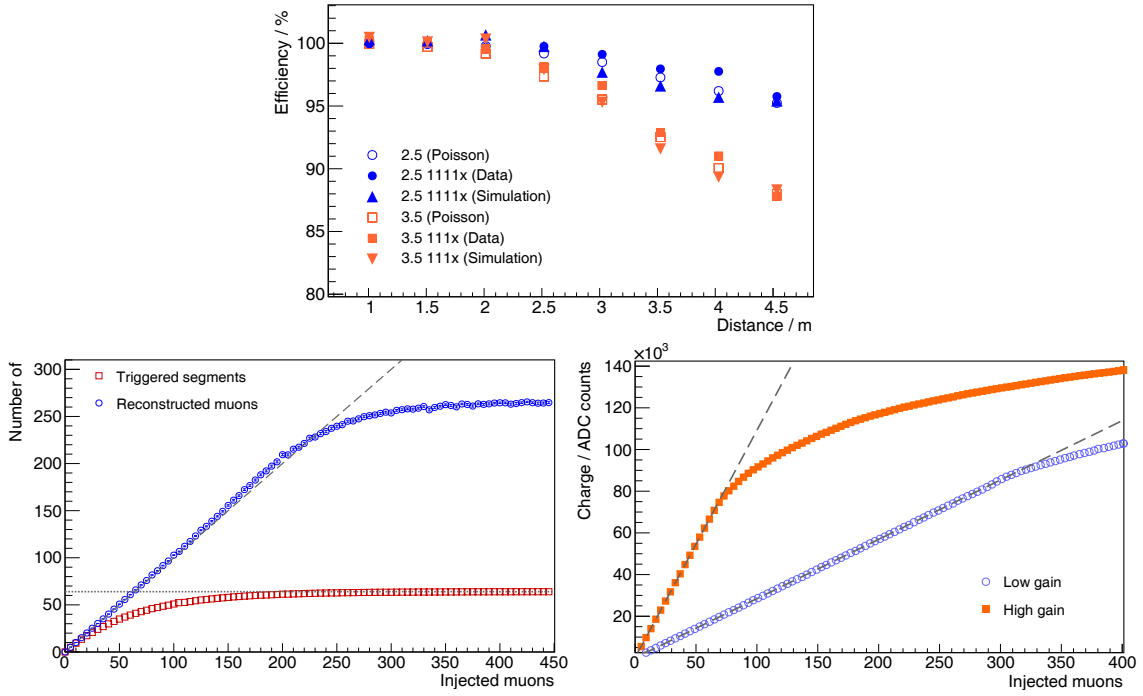 Efficiency / %
100
95
90
85
80
2.5 (Poisson)
2.5 1111x (Data)
2.5 1111x (Simulation)
3.5 (Poisson)
3.5 111x (Data)
3.5 111x (Simulation)
1 1.5 2 2.5 3 3.5 4 4.5
Distance / m
Number of
300
250
200
150
100
50
0
Triggered segments
Reconstructed muons
0 50 100 150 200 250 300 350 400 450
Injected muons
×10³
Charge / ADC counts
140
120
100
80
60
40
20
Low gain
High gain
0 50 100 150 200 250 300 350 400
Injected muons